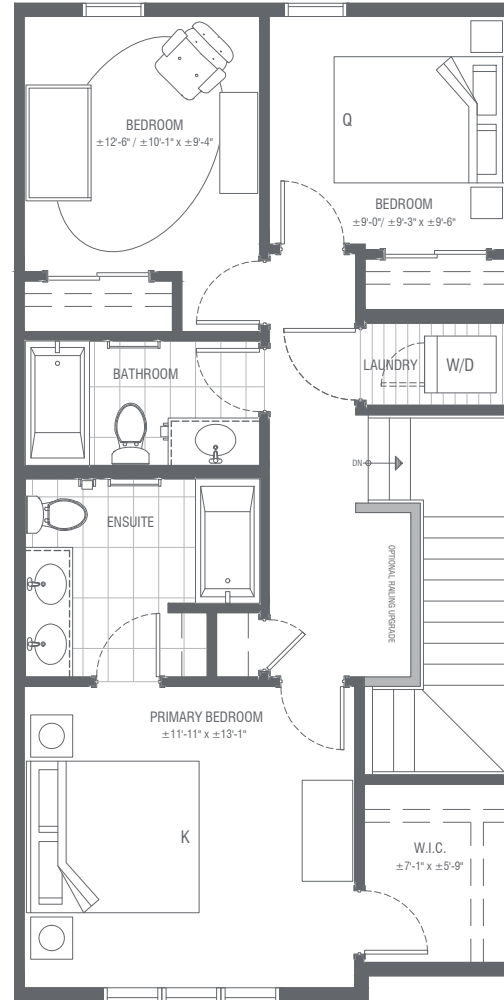 BEDROOM
±12'-6" / ±10'-1" x ±9'-4"
Q
BEDROOM
±9'-0"/ ±9'-3" x ±9'-6"
BATHROOM
LAUNDRY
W/D
DN
ENSUITE
OPTIONAL RAILING UPGRADE
PRIMARY BEDROOM
±11'-11" x ±13'-1"
K
W.I.C.
±7'-1" x ±5'-9"